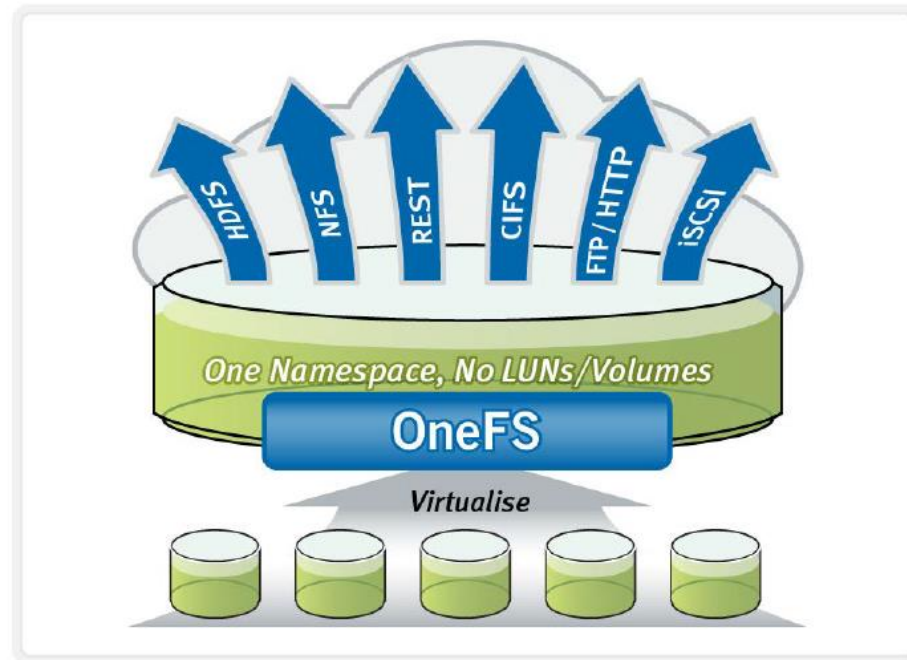 HDFS
NFS
REST
CIFS
FTP / HTTP
iSCSI
One Namespace, No LUNs/Volumes
OneFS
Virtualise